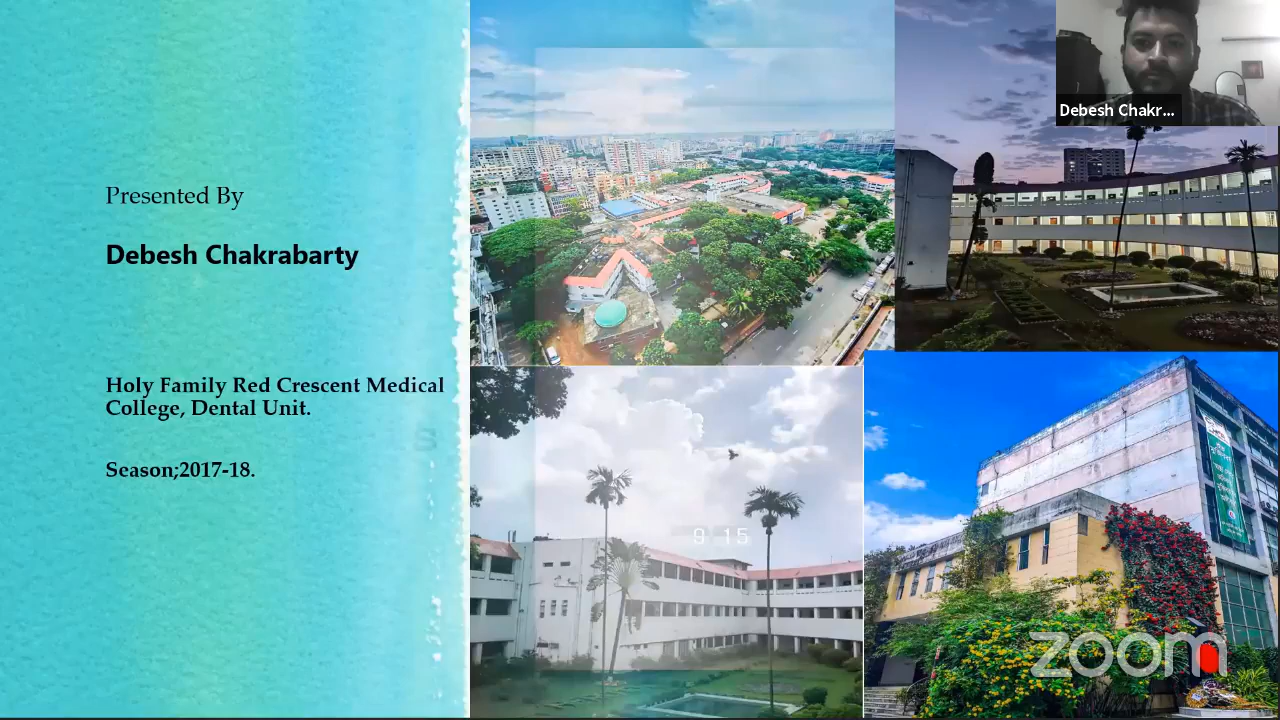 Presented By
Debesh Chakrabarty
Holy Family Red Crescent Medical
College, Dental Unit.
Season;2017-18.
Debesh Chakr...
S
9 15
zoom